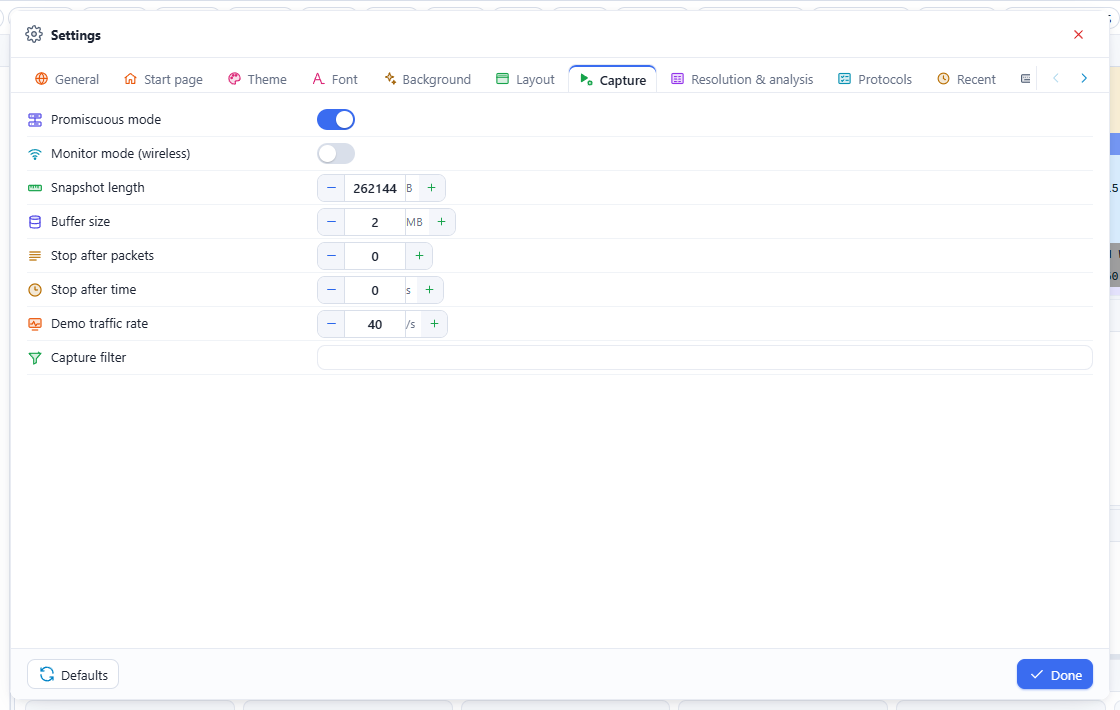 Settings
General Start page Theme Font Background Layout Capture Resolution & analysis Protocols Recent
Promiscuous mode
Monitor mode (wireless)
Snapshot length 262144 B
Buffer size 2 MB
Stop after packets 0
Stop after time 0 s
Demo traffic rate 40 /s
Capture filter
Defaults Done